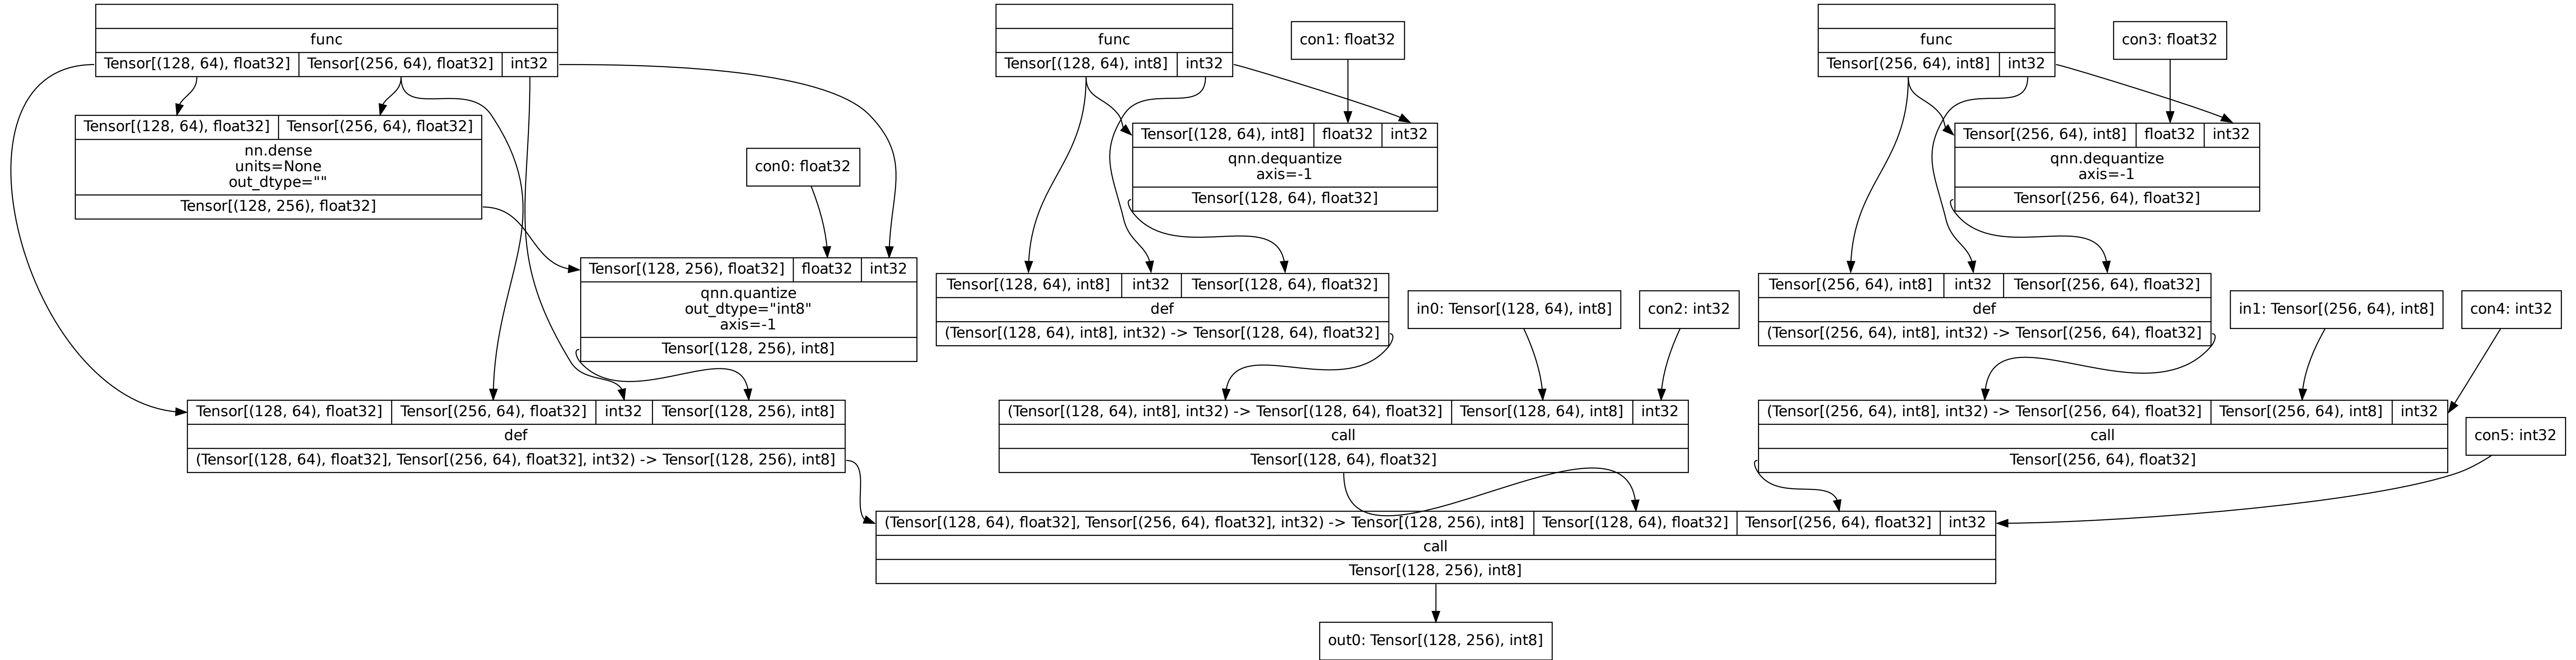 func
Tensor[(128, 64), float32] Tensor[(256, 64), float32] int32
Tensor[(128, 64), float32] Tensor[(256, 64), float32]
nn.dense
units=None
out_dtype=""
Tensor[(128, 256), float32]
con0: float32
Tensor[(128, 256), float32] float32 int32
qnn.quantize
out_dtype="int8"
axis=-1
Tensor[(128, 256), int8]
Tensor[(128, 64), float32] Tensor[(256, 64), float32] int32 Tensor[(128, 256), int8]
def
(Tensor[(128, 64), float32], Tensor[(256, 64), float32], int32) -> Tensor[(128, 256), int8]
func
Tensor[(128, 64), int8] int32
con1: float32
Tensor[(128, 64), int8] float32 int32
qnn.dequantize
axis=-1
Tensor[(128, 64), float32]
Tensor[(128, 64), int8] int32 Tensor[(128, 64), float32]
def
(Tensor[(128, 64), int8], int32) -> Tensor[(128, 64), float32]
in0: Tensor[(128, 64), int8]
con2: int32
(Tensor[(128, 64), int8], int32) -> Tensor[(128, 64), float32] Tensor[(128, 64), int8] int32
call
Tensor[(128, 64), float32]
func
Tensor[(256, 64), int8] int32
con3: float32
Tensor[(256, 64), int8] float32 int32
qnn.dequantize
axis=-1
Tensor[(256, 64), float32]
Tensor[(256, 64), int8] int32 Tensor[(256, 64), float32]
def
(Tensor[(256, 64), int8], int32) -> Tensor[(256, 64), float32]
in1: Tensor[(256, 64), int8]
con4: int32
(Tensor[(256, 64), int8], int32) -> Tensor[(256, 64), float32] Tensor[(256, 64), int8] int32
call
Tensor[(256, 64), float32]
con5: int32
(Tensor[(128, 64), float32], Tensor[(256, 64), float32], int32) -> Tensor[(128, 256), int8] Tensor[(128, 64), float32] Tensor[(256, 64), float32] int32
call
Tensor[(128, 256), int8]
out0: Tensor[(128, 256), int8]